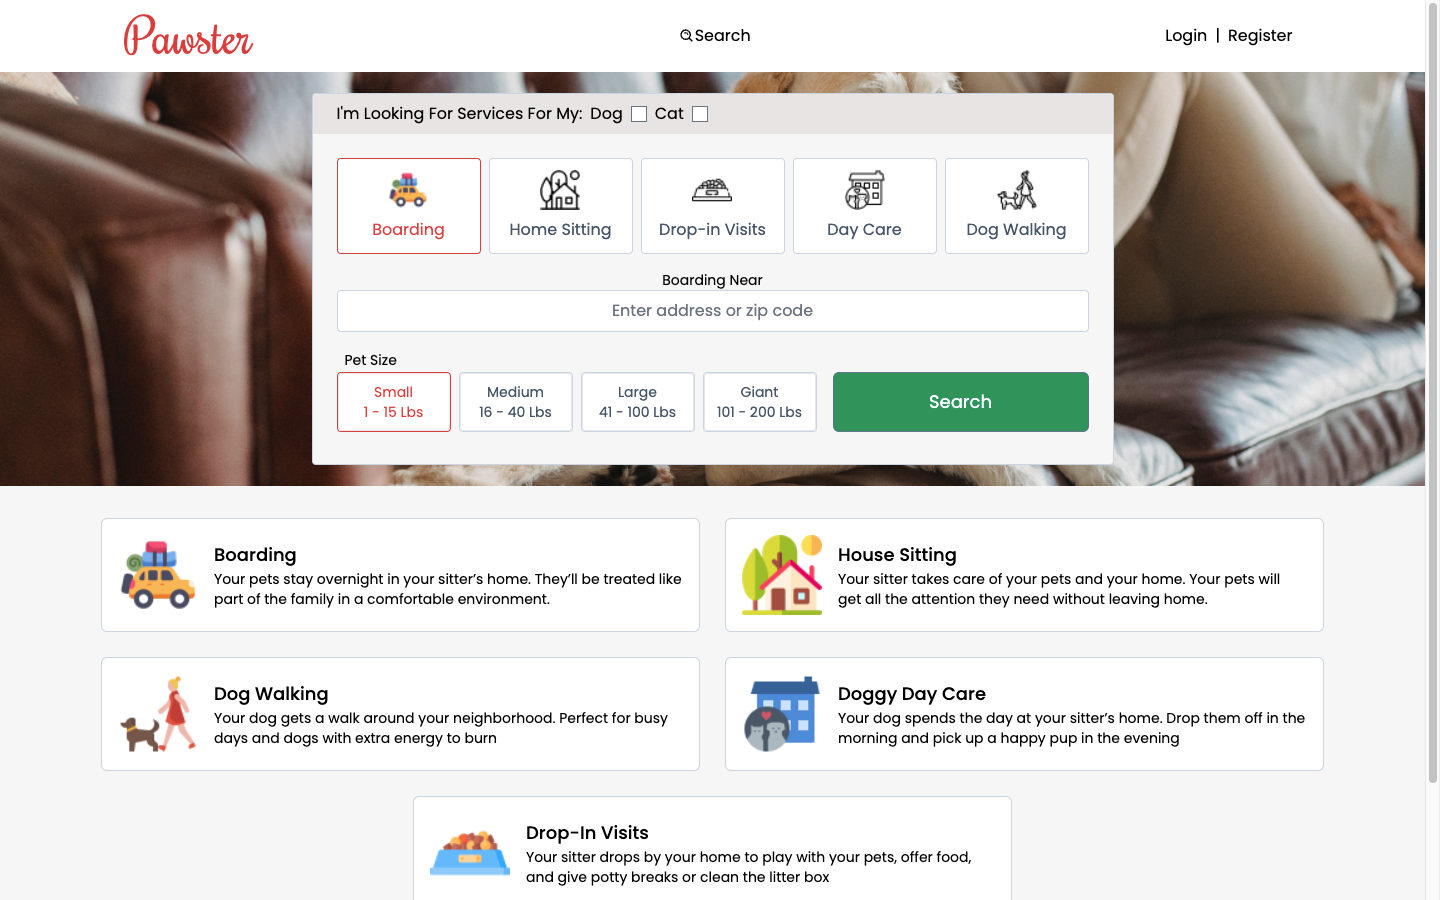 Pawster
Search
Login | Register
I'm Looking For Services For My: Dog Cat
Boarding
Home Sitting
Drop-in Visits
Day Care
Dog Walking
Boarding Near
Enter address or zip code
Pet Size
Small
1 - 15 Lbs
Medium
16 - 40 Lbs
Large
41 - 100 Lbs
Giant
101 - 200 Lbs
Search
Boarding
Your pets stay overnight in your sitter’s home. They’ll be treated like
part of the family in a comfortable environment.
House Sitting
Your sitter takes care of your pets and your home. Your pets will
get all the attention they need without leaving home.
Dog Walking
Your dog gets a walk around your neighborhood. Perfect for busy
days and dogs with extra energy to burn
Doggy Day Care
Your dog spends the day at your sitter’s home. Drop them off in the
morning and pick up a happy pup in the evening
Drop-In Visits
Your sitter drops by your home to play with your pets, offer food,
and give potty breaks or clean the litter box